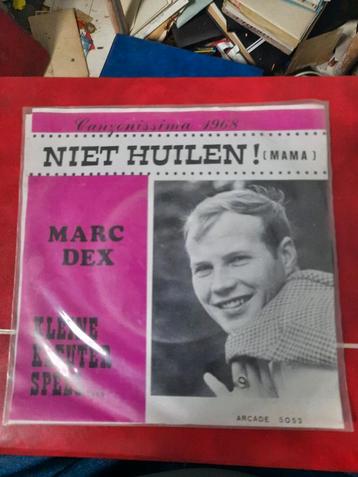 Canzonissima 1968
NIET HUILEN! (MAMA)
MARC
DEX
KLEINE
ARCADE 5053